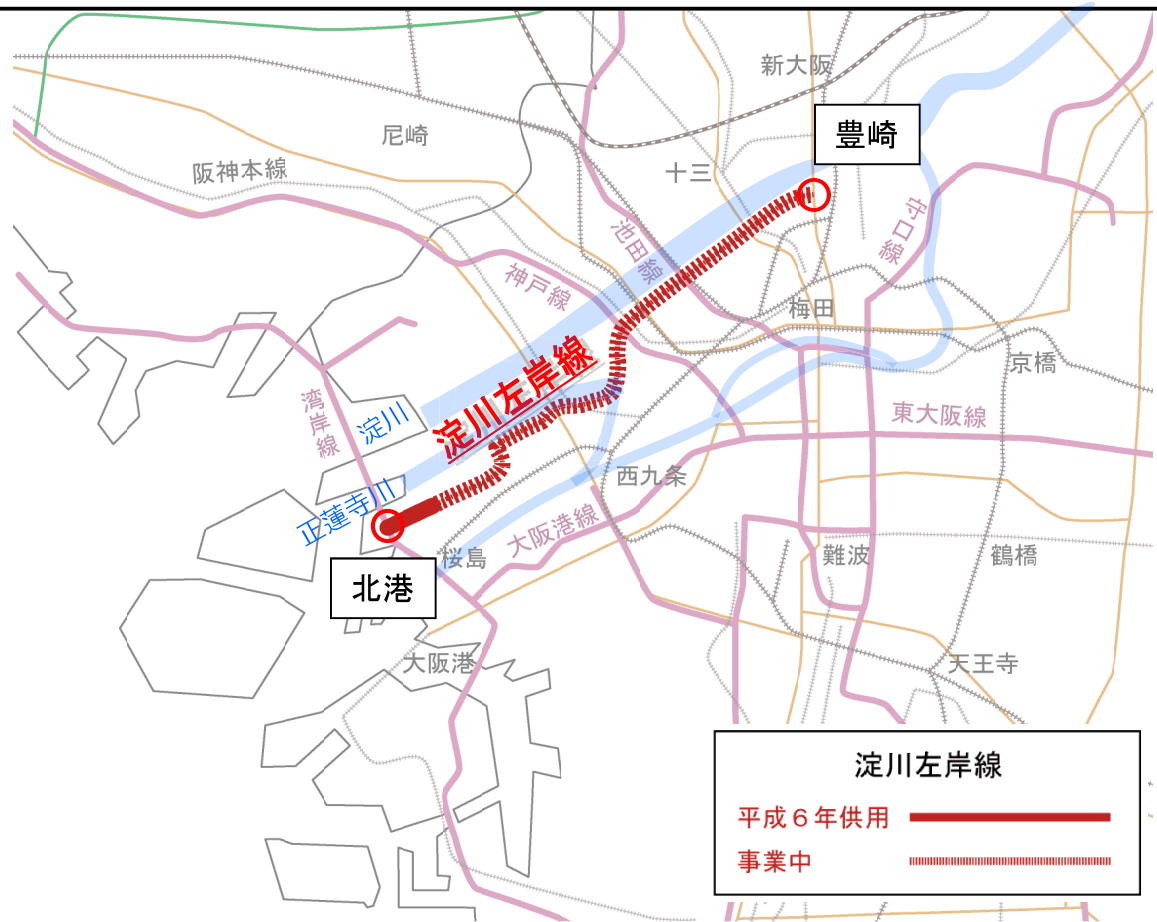 新大阪
豊崎
尼崎
十三
阪神本線
守口線
池田線
神戸線
梅田
淀川左岸線
京橋
湾岸線
淀川
東大阪線
西九条
正蓮寺川
大阪港線
桜島
難波
鶴橋
北港
大阪港
天王寺
淀川左岸線
平成６年供用
事業中